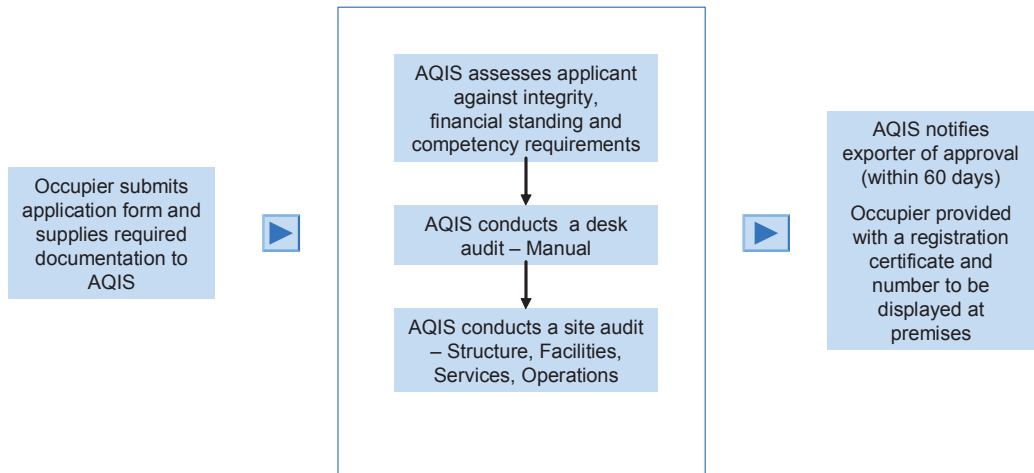 Occupier submits
application form and
supplies required
documentation to
AQIS
AQIS assesses applicant
against integrity,
financial standing and
competency requirements
AQIS conducts  a desk
audit – Manual
AQIS conducts a site audit
– Structure, Facilities,
Services, Operations
AQIS notifies
exporter of approval
(within 60 days)
Occupier provided
with a registration
certificate and
number to be
displayed at
premises